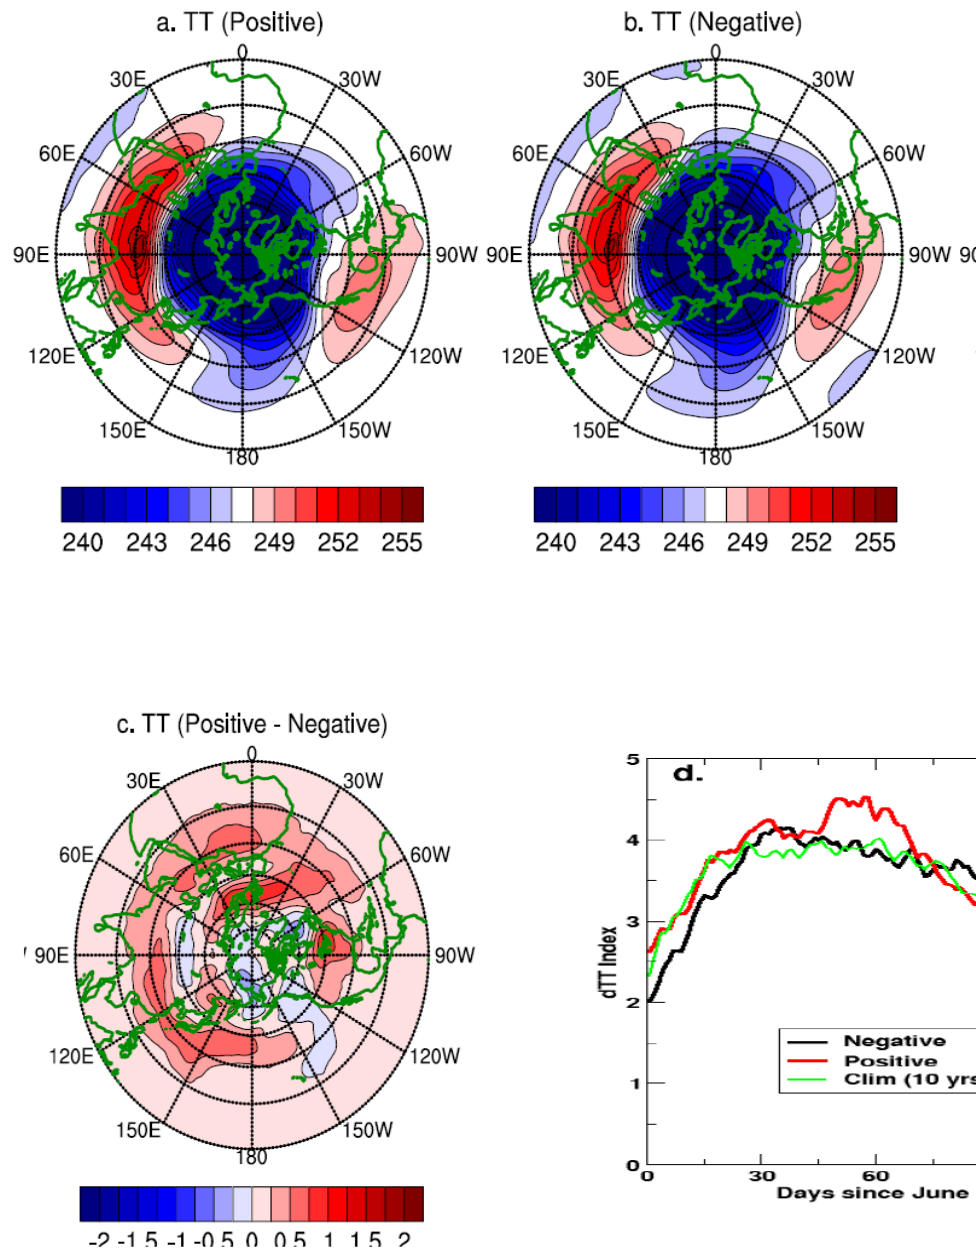 a. TT (Positive)
0
30E
30W
60E
60W
90E
90W
120E
120W
150E
150W
180
240 243 246 249 252 255
b. TT (Negative)
0
30E
30W
60E
60W
90E
90W
120E
120W
150E
150W
180
240 243 246 249 252 255
c. TT (Positive - Negative)
0
30E
30W
60E
60W
90E
90W
120E
120W
150E
150W
180
-2 -1.5 -1 -0.5 0 0.5 1 1.5 2
d.
5
4
3
2
1
0
dTT Index
Negative
Positive
Clim (10 yrs
0 30 60
Days since June